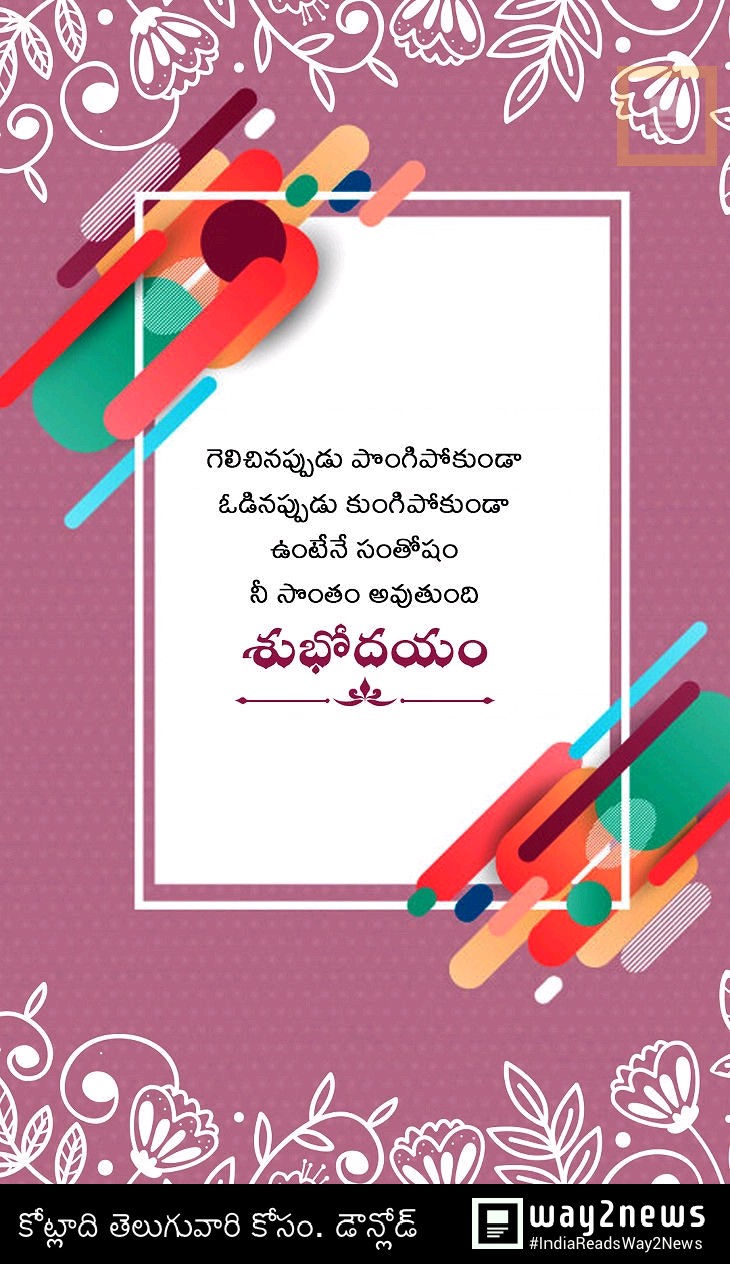 గెలిచినప్పుడు పొంగిపోకుండా
ఓడినప్పుడు కుంగిపోకుండా
ఉంటేనే సంతోషం
నీ సొంతం అవుతుంది
శుభోదయం
కోట్లాది తెలుగువారి కోసం. డౌన్లోడ్
way2news
#IndiaReadsWay2News